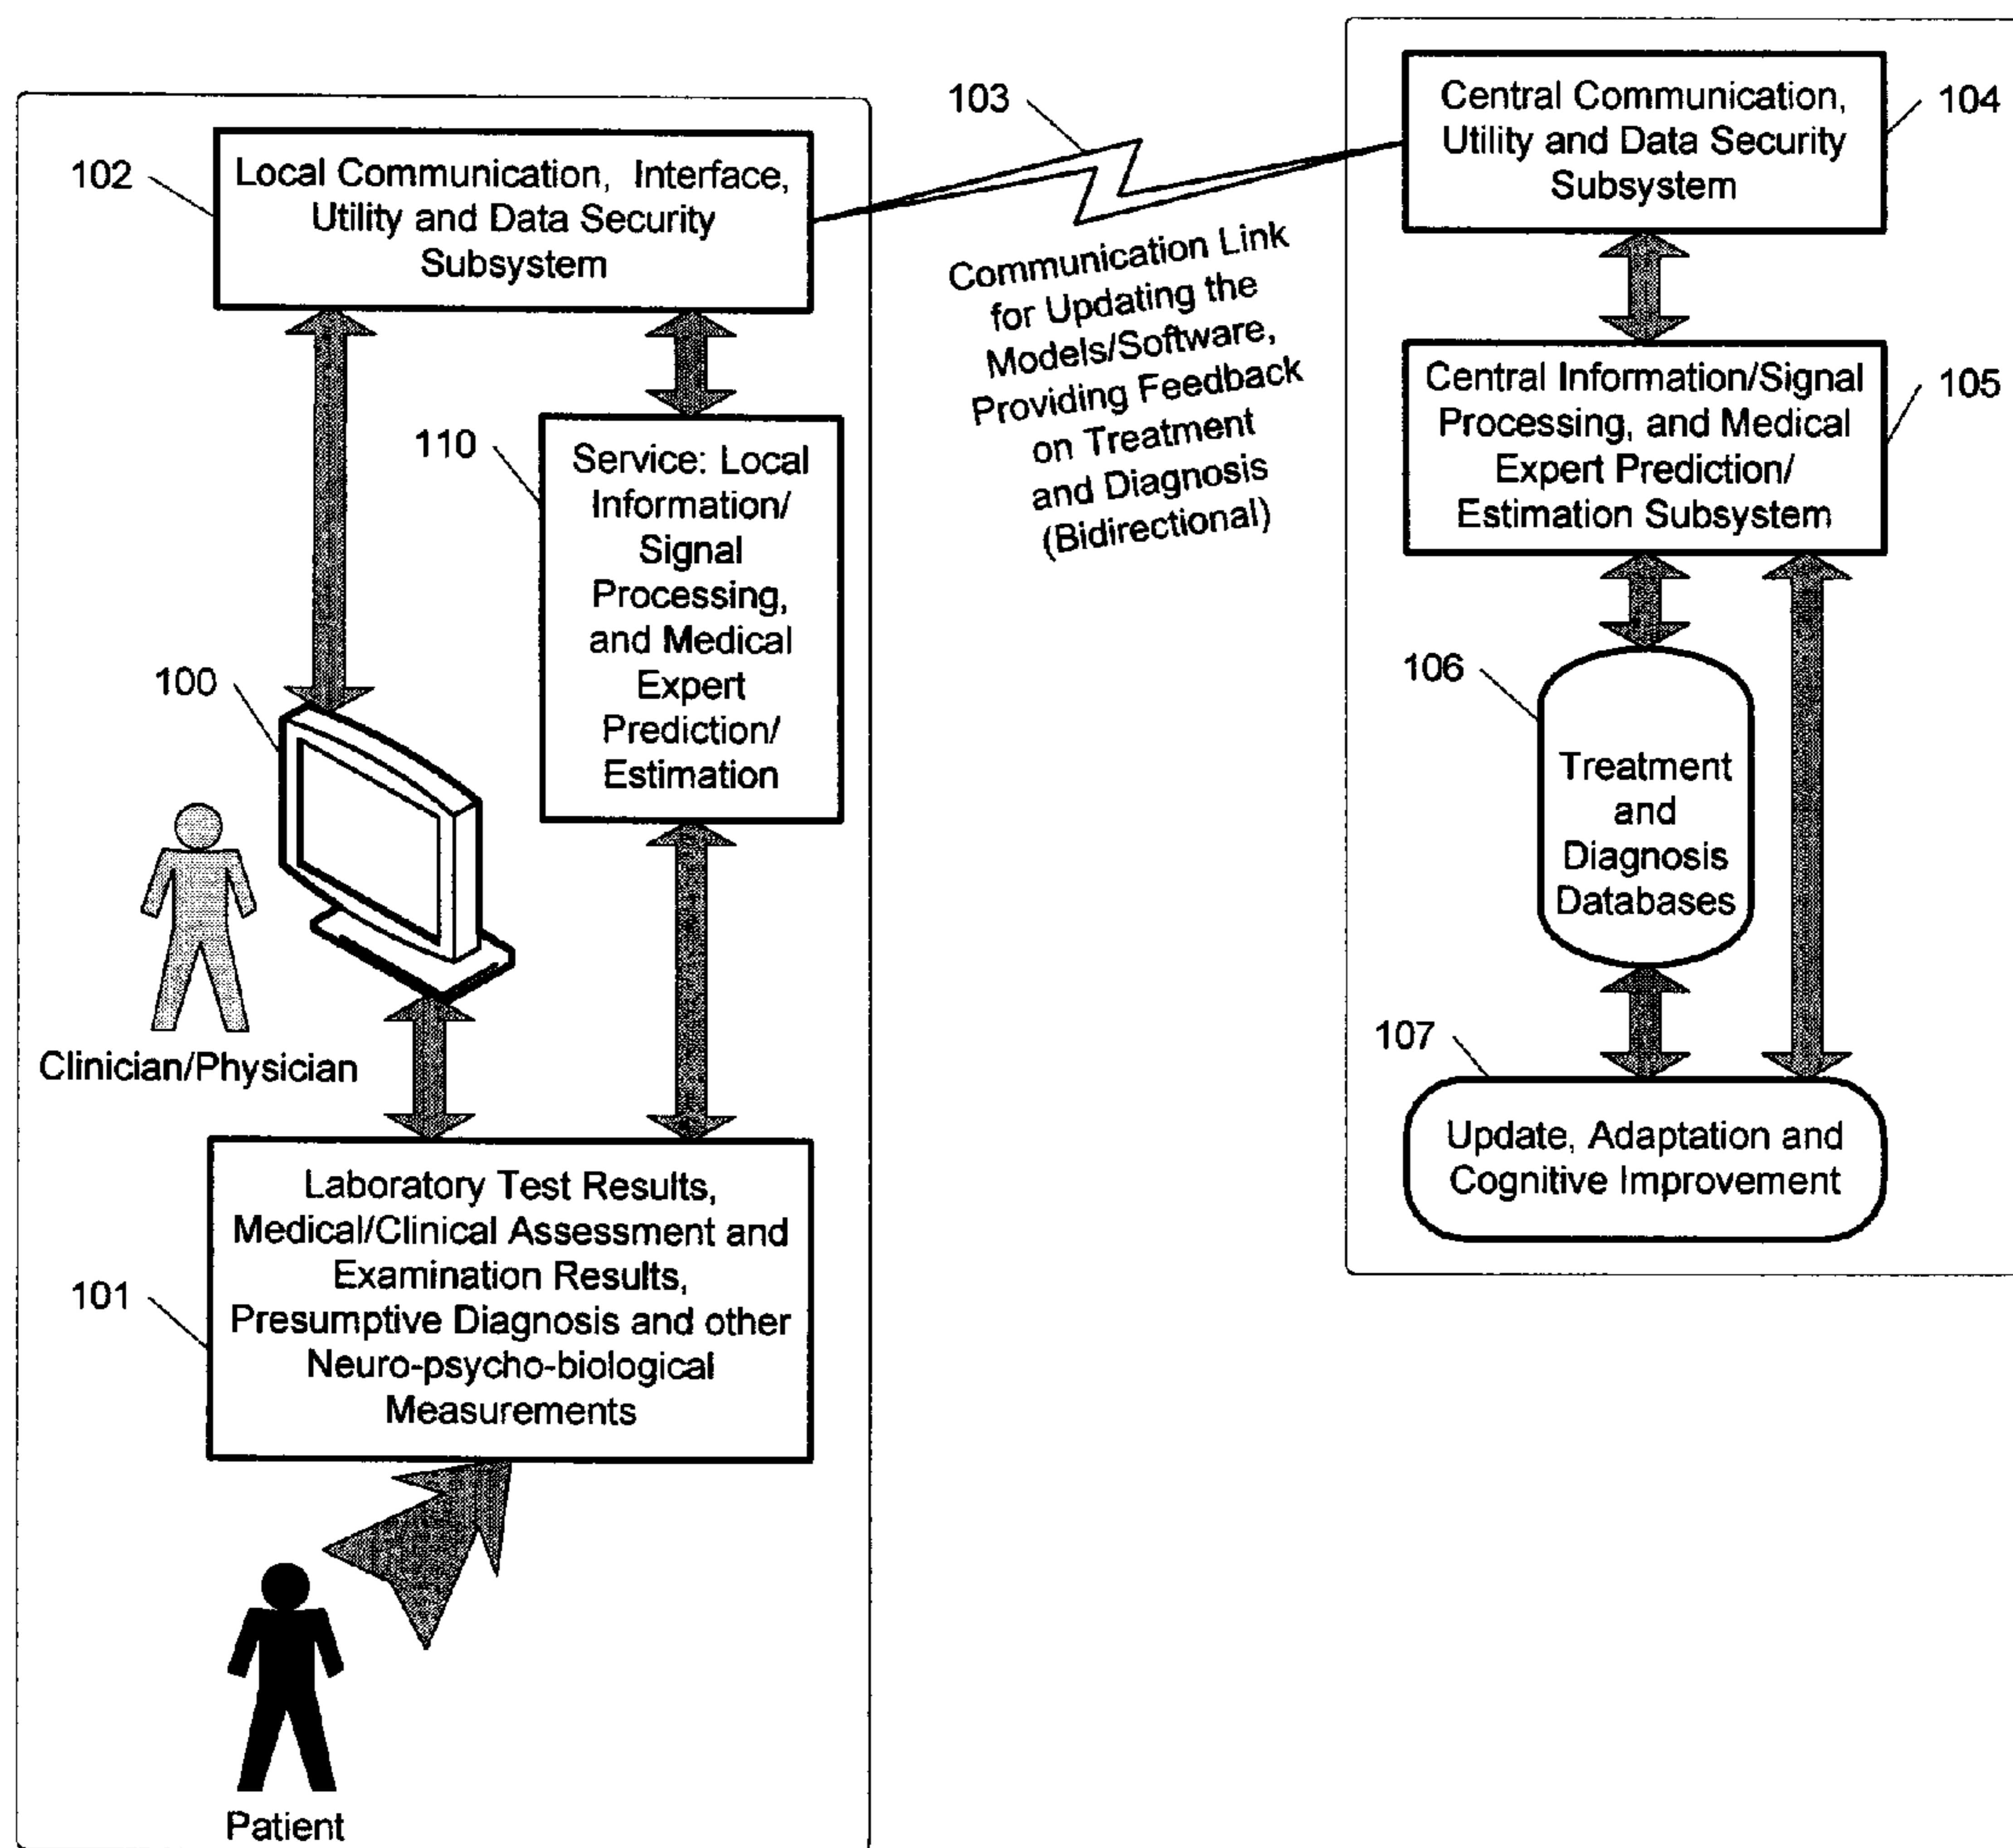 102
Local Communication, Interface,
Utility and Data Security
Subsystem
110
Service: Local
Information/
Signal
Processing,
and Medical
Expert
Prediction/
Estimation
100
Clinician/Physician
101
Laboratory Test Results,
Medical/Clinical Assessment and
Examination Results,
Presumptive Diagnosis and other
Neuro-psycho-biological
Measurements
Patient
103
Communication Link
for Updating the
Models/Software,
Providing Feedback
on Treatment
and Diagnosis
(Bidirectional)
Central Communication,
Utility and Data Security
Subsystem
104
Central Information/Signal
Processing, and Medical
Expert Prediction/
Estimation Subsystem
105
106
Treatment
and
Diagnosis
Databases
107
Update, Adaptation and
Cognitive Improvement